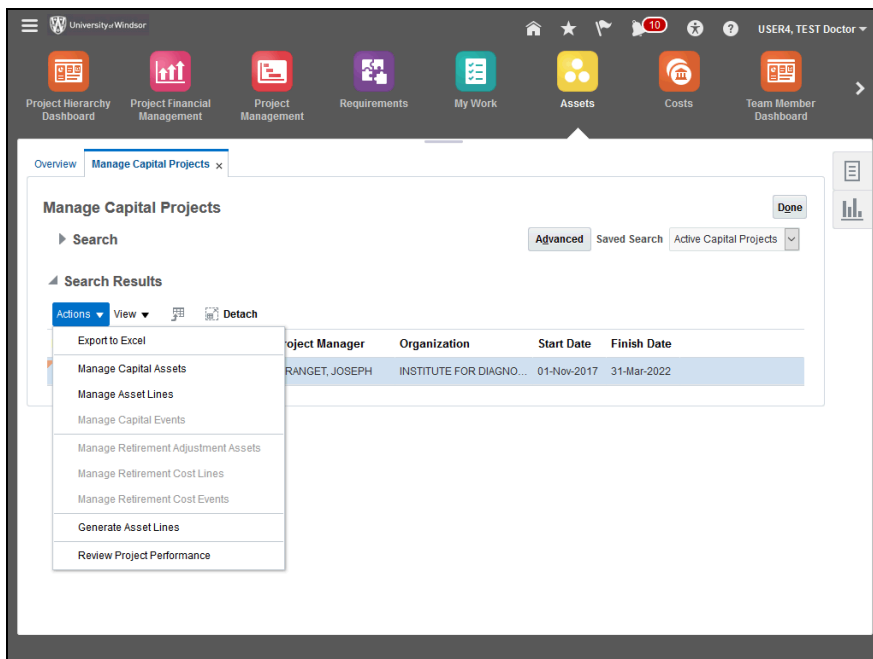 University of Windsor
10
USER4, TEST Doctor
Project Hierarchy Dashboard
Project Financial Management
Project Management
Requirements
My Work
Assets
Costs
Team Member Dashboard
Overview
Manage Capital Projects x
Manage Capital Projects
Done
Search
Advanced
Saved Search
Active Capital Projects
Search Results
Actions
View
Detach
oject Manager
Organization
Start Date
Finish Date
RANGET, JOSEPH
INSTITUTE FOR DIAGNO...
01-Nov-2017
31-Mar-2022
Export to Excel
Manage Capital Assets
Manage Asset Lines
Manage Capital Events
Manage Retirement Adjustment Assets
Manage Retirement Cost Lines
Manage Retirement Cost Events
Generate Asset Lines
Review Project Performance